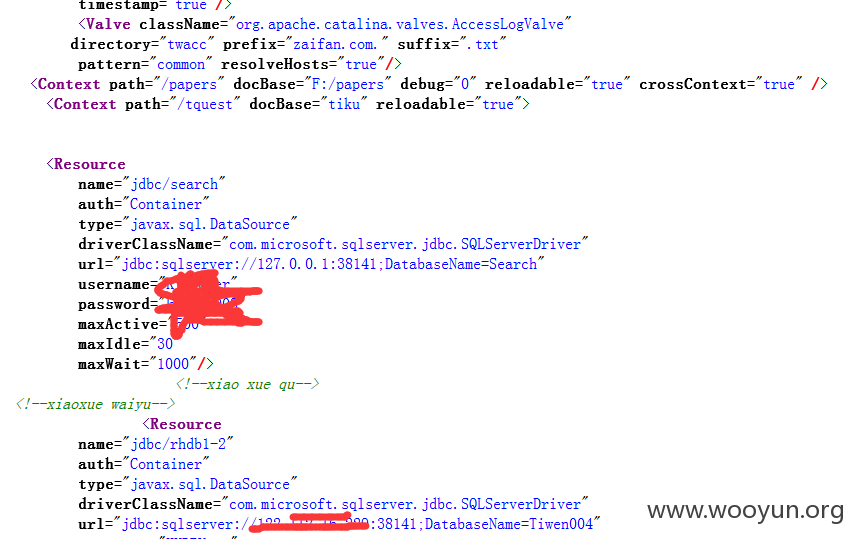 timestamp="true"/>
<Valve className="org.apache.catalina.valves.AccessLogValve"
directory="twacc" prefix="zaifan.com." suffix=".txt"
pattern="common" resolveHosts="true"/>
<Context path="/papers" docBase="F:/papers" debug="0" reloadable="true" crossContext="true" />
<Context path="/tquest" docBase="tiku" reloadable="true">
<Resource
name="jdbc/search"
auth="Container"
type="javax.sql.DataSource"
driverClassName="com.microsoft.sqlserver.jdbc.SQLServerDriver"
url="jdbc:sqlserver://127.0.0.1:38141;DatabaseName=Search"
username="
password="
maxActive="
maxIdle="30
maxWait="1000"/>
<!--xiao xue qu-->
<!--xiaoxue waiyu-->
<Resource
name="jdbc/rhdb1-2"
auth="Container"
type="javax.sql.DataSource"
driverClassName="com.microsoft.sqlserver.jdbc.SQLServerDriver"
url="jdbc:sqlserver://:38141;DatabaseName=Tiwen004"
www.wooyun.org